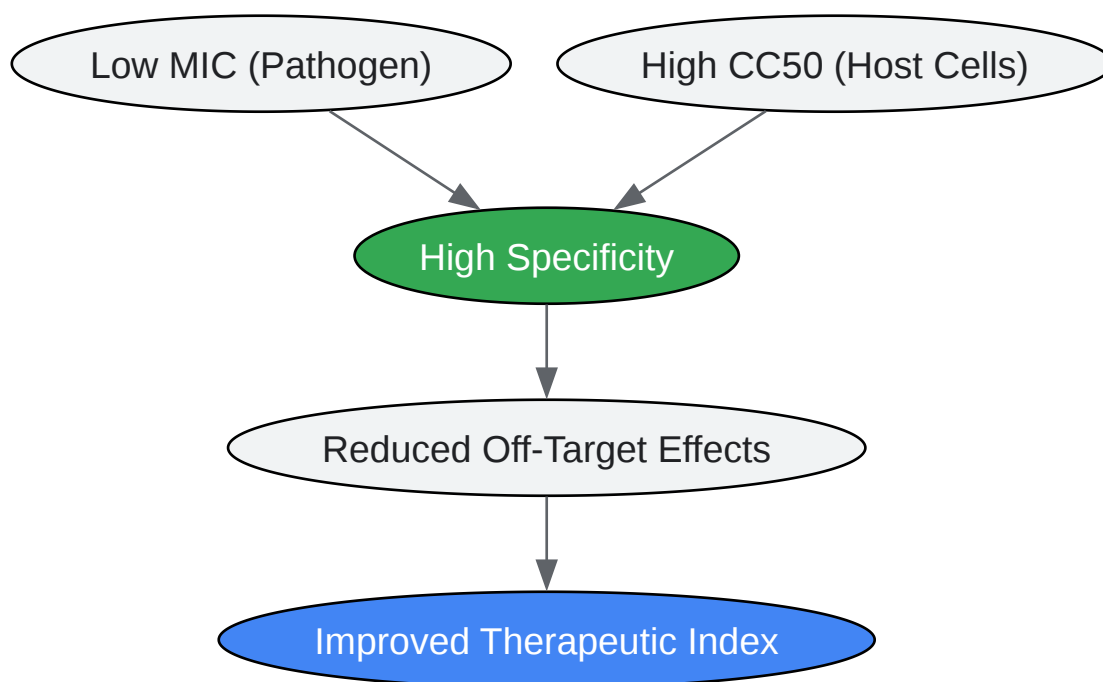 Low MIC (Pathogen)
High CC50 (Host Cells)
High Specificity
Reduced Off-Target Effects
Improved Therapeutic Index